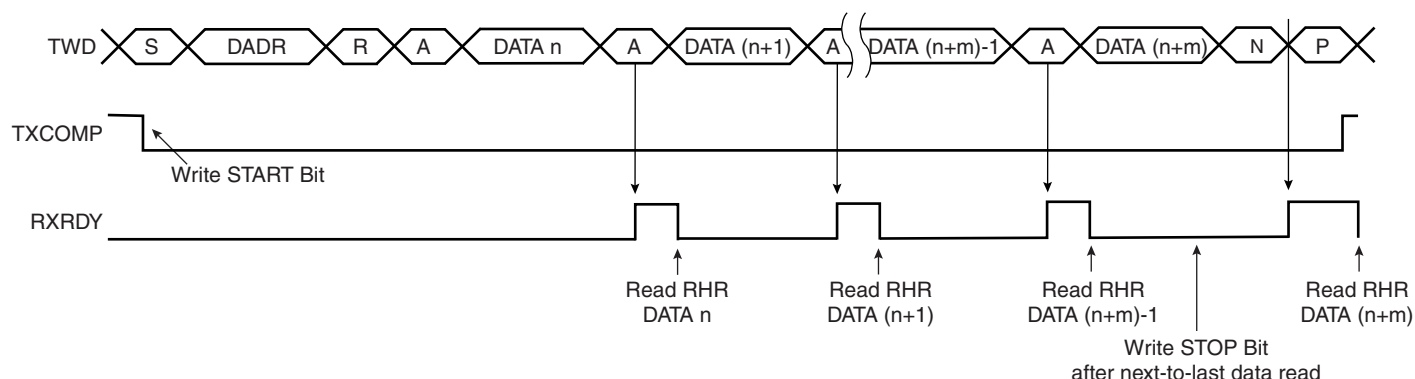 TWD S DADR R A DATA n A DATA (n+1) A DATA (n+m)-1 A DATA (n+m) N P
TXCOMP
Write START Bit
RXRDY
Read RHR
DATA n
Read RHR
DATA (n+1)
Read RHR
DATA (n+m)-1
Read RHR
DATA (n+m)
Write STOP Bit
after next-to-last data read